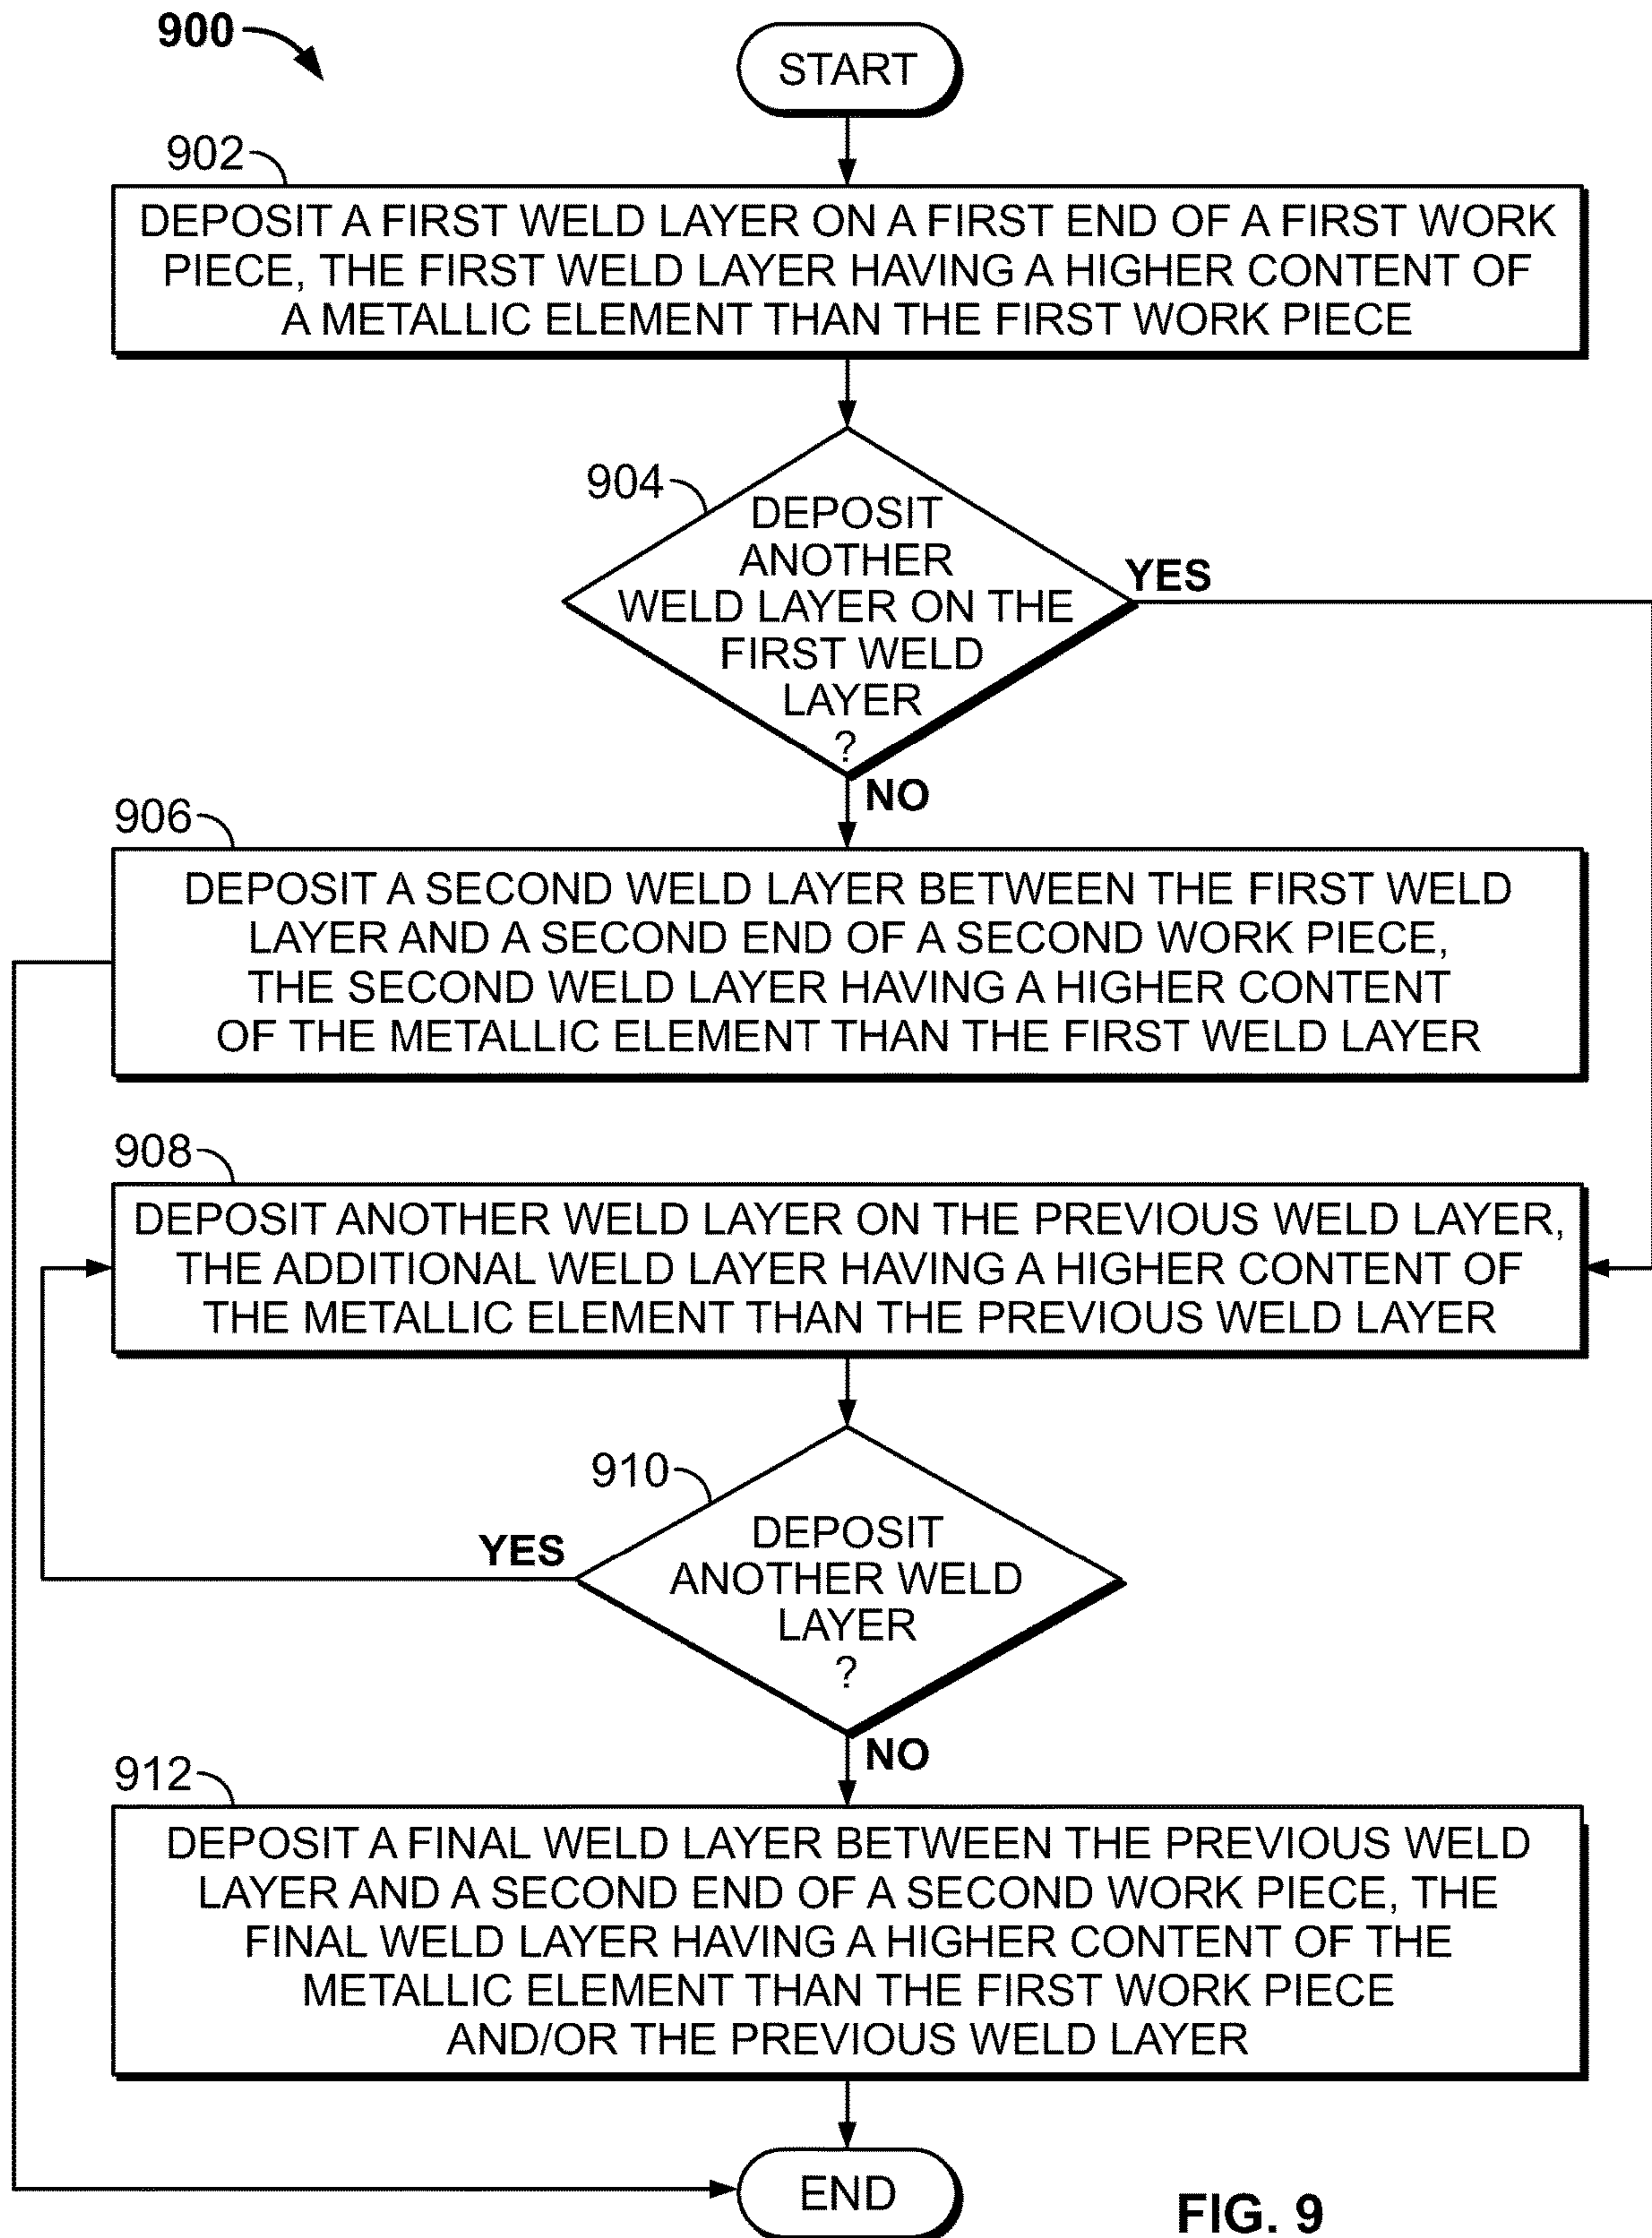 900
START
902
DEPOSIT A FIRST WELD LAYER ON A FIRST END OF A FIRST WORK
PIECE, THE FIRST WELD LAYER HAVING A HIGHER CONTENT OF
A METALLIC ELEMENT THAN THE FIRST WORK PIECE
904
DEPOSIT
ANOTHER
WELD LAYER ON THE
FIRST WELD
LAYER
?
YES
NO
906
DEPOSIT A SECOND WELD LAYER BETWEEN THE FIRST WELD
LAYER AND A SECOND END OF A SECOND WORK PIECE,
THE SECOND WELD LAYER HAVING A HIGHER CONTENT
OF THE METALLIC ELEMENT THAN THE FIRST WELD LAYER
908
DEPOSIT ANOTHER WELD LAYER ON THE PREVIOUS WELD LAYER,
THE ADDITIONAL WELD LAYER HAVING A HIGHER CONTENT OF
THE METALLIC ELEMENT THAN THE PREVIOUS WELD LAYER
910
DEPOSIT
ANOTHER WELD
LAYER
?
YES
NO
912
DEPOSIT A FINAL WELD LAYER BETWEEN THE PREVIOUS WELD
LAYER AND A SECOND END OF A SECOND WORK PIECE, THE
FINAL WELD LAYER HAVING A HIGHER CONTENT OF THE
METALLIC ELEMENT THAN THE FIRST WORK PIECE
AND/OR THE PREVIOUS WELD LAYER
END
FIG. 9